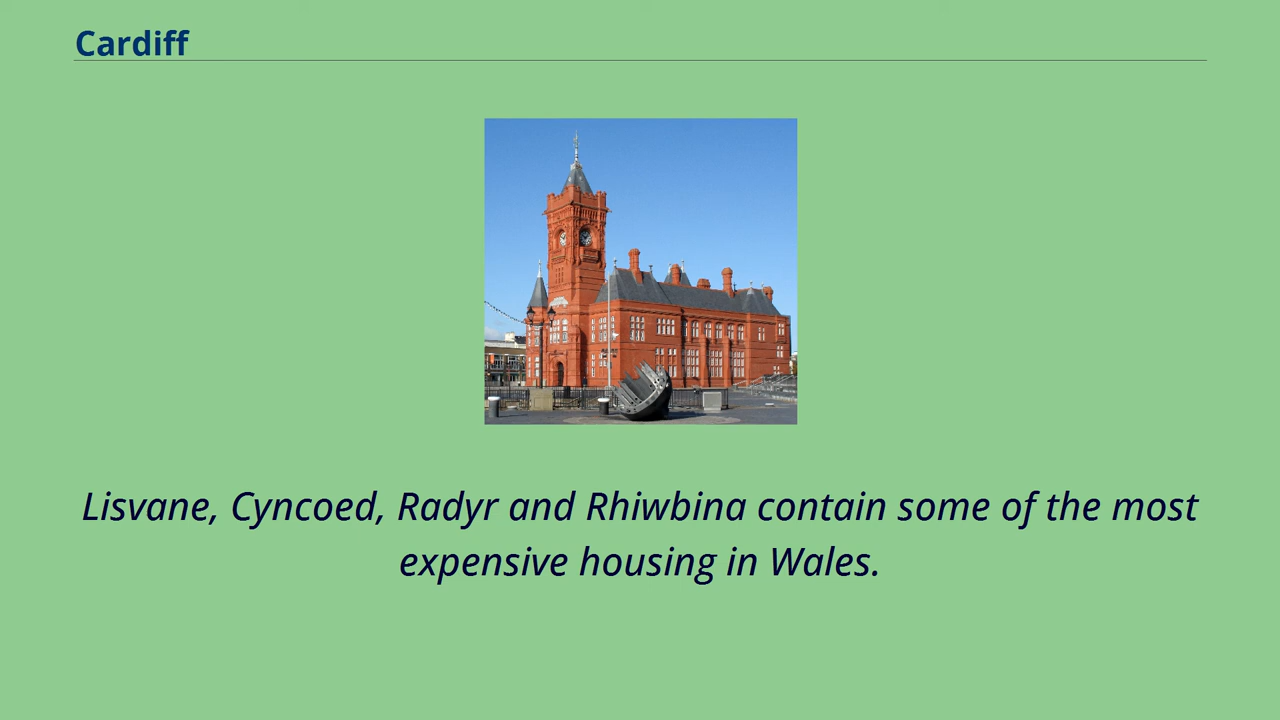 Cardiff
Lisvane, Cyncoed, Radyr and Rhiwbina contain some of the most
expensive housing in Wales.